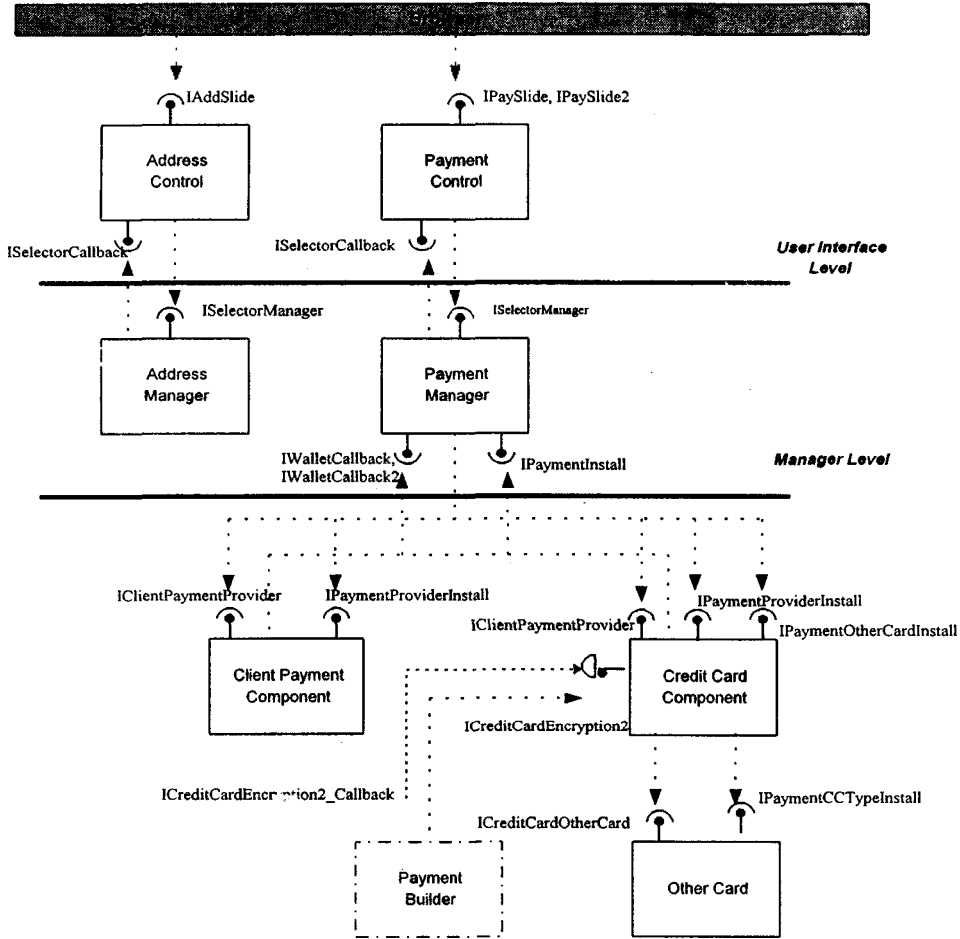 Browser
IAddSlide
IPaySlide, IPaySlide2
Address
Control
Payment
Control
ISelectorCallback
ISelectorCallback
User Interface
Level
ISelectorManager
ISelectorManager
Address
Manager
Payment
Manager
IWalletCallback,
IWalletCallback2
IPaymentInstall
Manager Level
IClientPaymentProvider
IPaymentProviderInstall
IClientPaymentProvider
IPaymentProviderInstall
IPaymentOtherCardInstall
Client Payment
Component
Credit Card
Component
ICreditCardEncryption2
ICreditCardEncryption2_Callback
IPaymentCCTypeInstall
ICreditCardOtherCard
Payment
Builder
Other Card